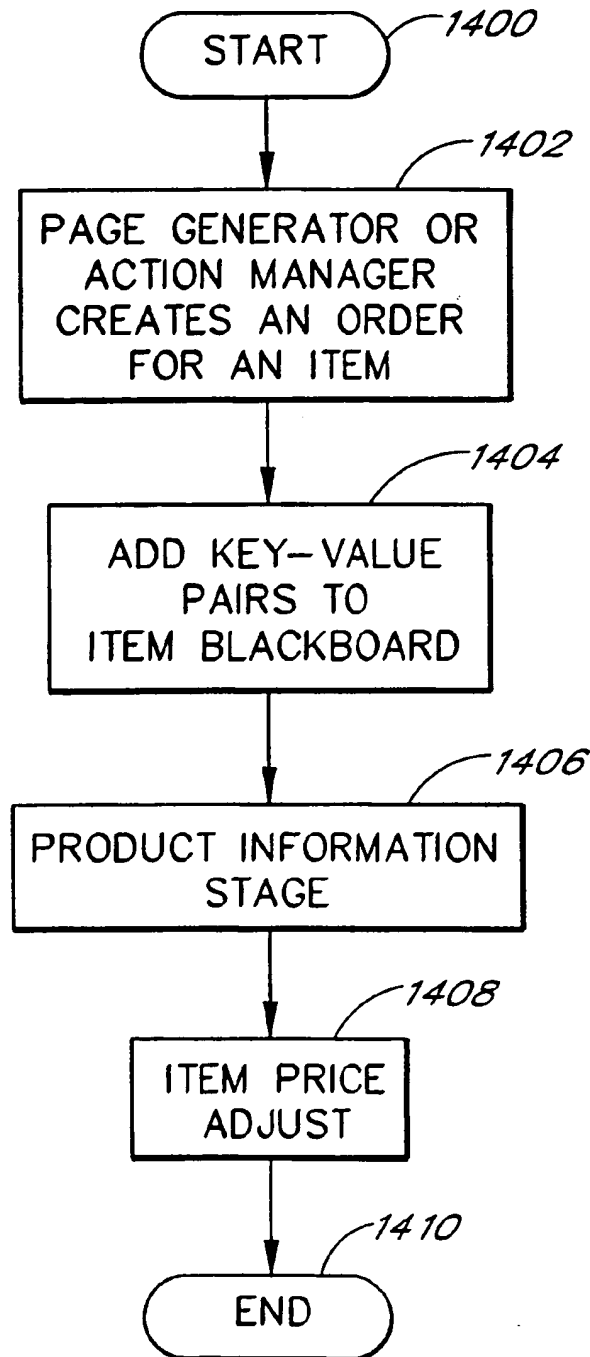 1400
START
1402
PAGE GENERATOR OR
ACTION MANAGER
CREATES AN ORDER
FOR AN ITEM
1404
ADD KEY-VALUE
PAIRS TO
ITEM BLACKBOARD
1406
PRODUCT INFORMATION
STAGE
1408
ITEM PRICE
ADJUST
1410
END